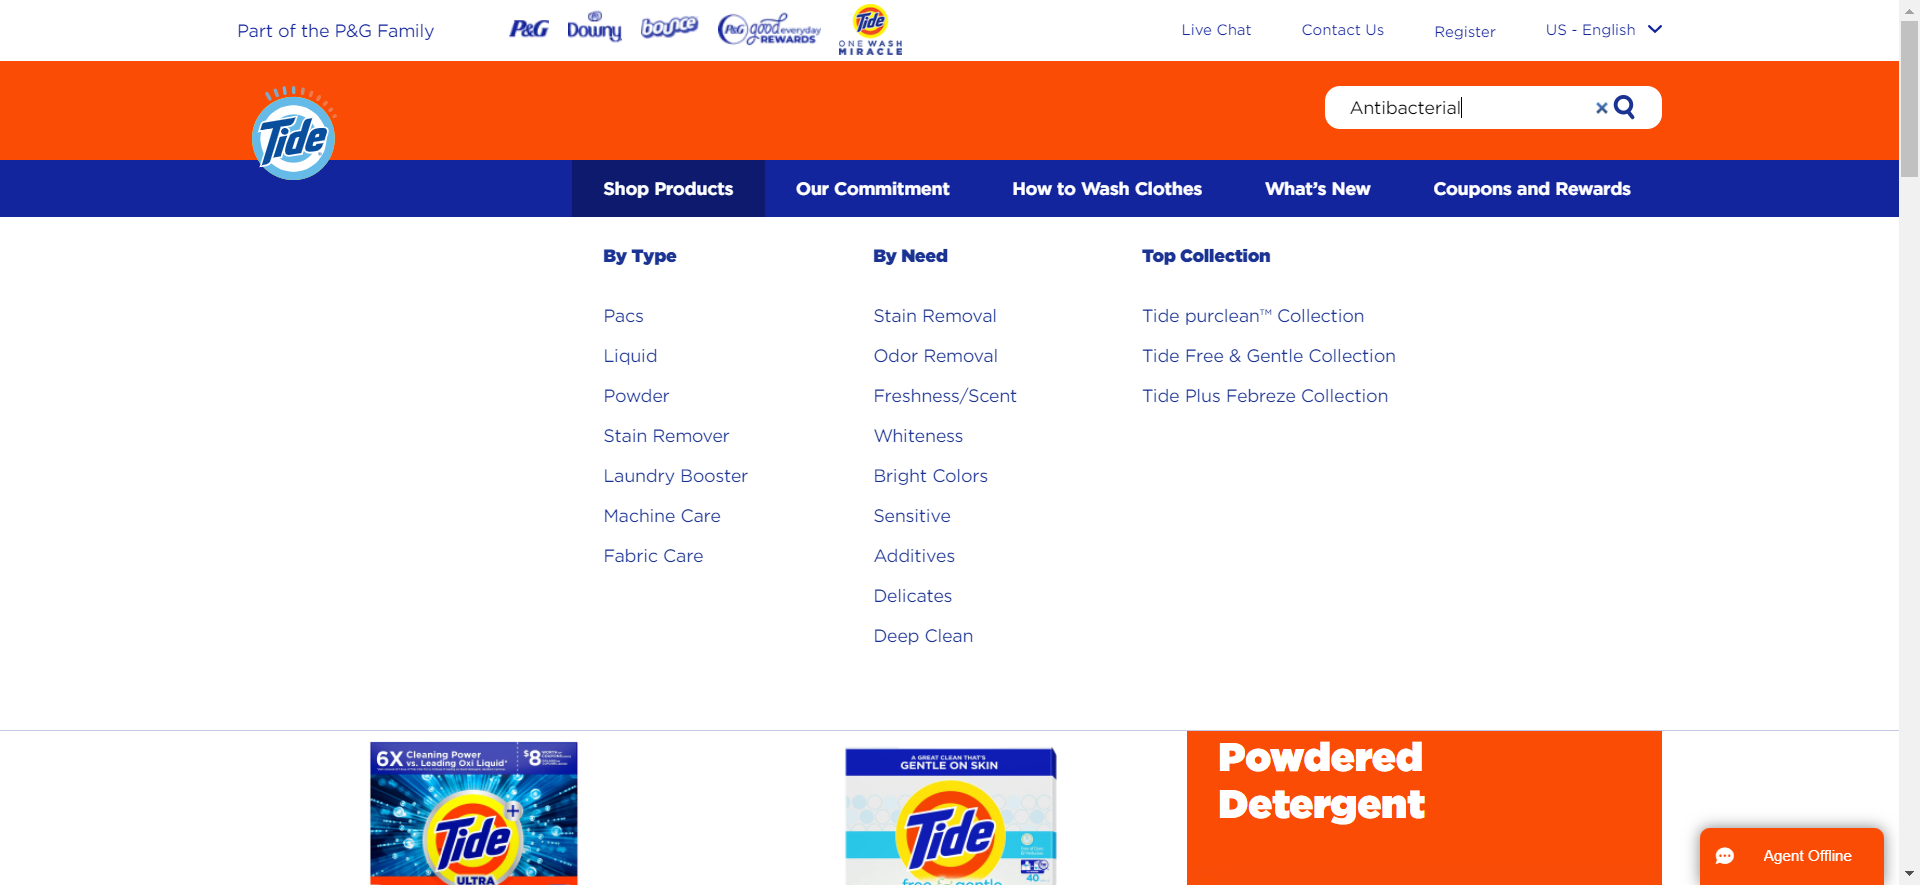 Part of the P&G Family
P&G
Downy
bounce
P&G good everyday REWARDS
Tide
ONE WASH
MIRACLE
Live Chat
Contact Us
Register
US - English
Tide
Antibacterial
Shop Products
Our Commitment
How to Wash Clothes
What's New
Coupons and Rewards
By Type
Pacs
Liquid
Powder
Stain Remover
Laundry Booster
Machine Care
Fabric Care
By Need
Stain Removal
Odor Removal
Freshness/Scent
Whiteness
Bright Colors
Sensitive
Additives
Delicates
Deep Clean
Top Collection
Tide purclean™ Collection
Tide Free & Gentle Collection
Tide Plus Febreze Collection
6X Cleaning Power
vs. Leading Oxi Liquid*
$8
Tide +
ULTRA
A GREAT CLEAN THAT'S
GENTLE ON SKIN
Tide
free & gentle
40
Powdered
Detergent
Agent Offline